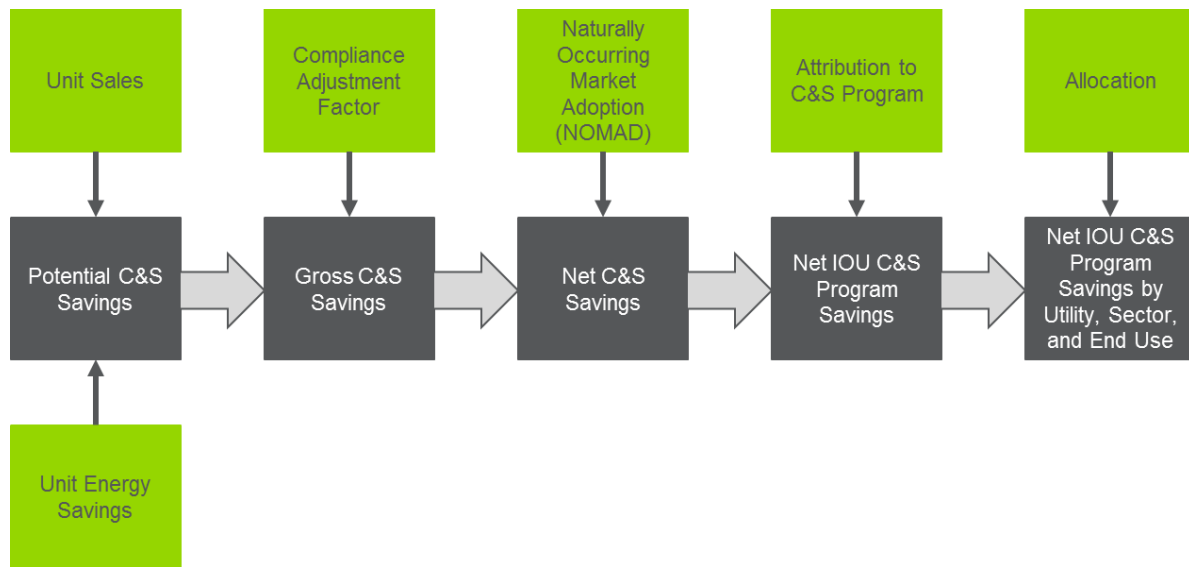 Unit Sales
Compliance
Adjustment
Factor
Naturally
Occurring
Market
Adoption
(NOMAD)
Attribution to
C&S Program
Allocation
Potential C&S
Savings
Gross C&S
Savings
Net C&S
Savings
Net IOU C&S
Program
Savings
Net IOU C&S
Program
Savings by
Utility, Sector,
and End Use
Unit Energy
Savings